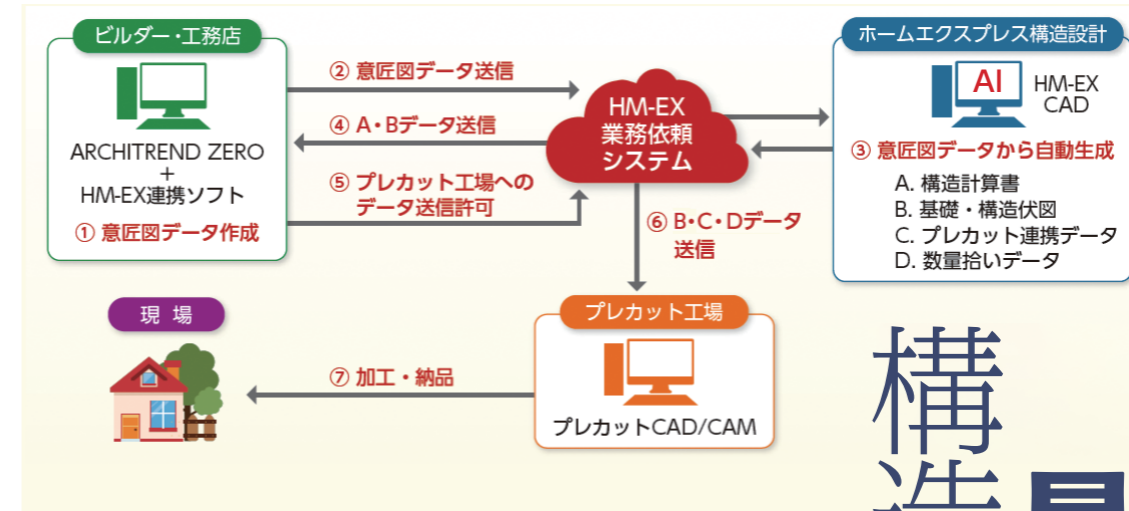 ビルダー・工務店
ARCHITREND ZERO
+
HM-EX連携ソフト
① 意匠図データ作成
② 意匠図データ送信
④ A・Bデータ送信
⑤ プレカット工場への
データ送信許可
HM-EX
業務依頼
システム
ホームエクスプレス構造設計
AI
HM-EX
CAD
③ 意匠図データから自動生成
A. 構造計算書
B. 基礎・構造伏図
C. プレカット連携データ
D. 数量拾いデータ
⑥ B・C・Dデータ
送信
プレカット工場
プレカットCAD/CAM
⑦ 加工・納品
現 場
構